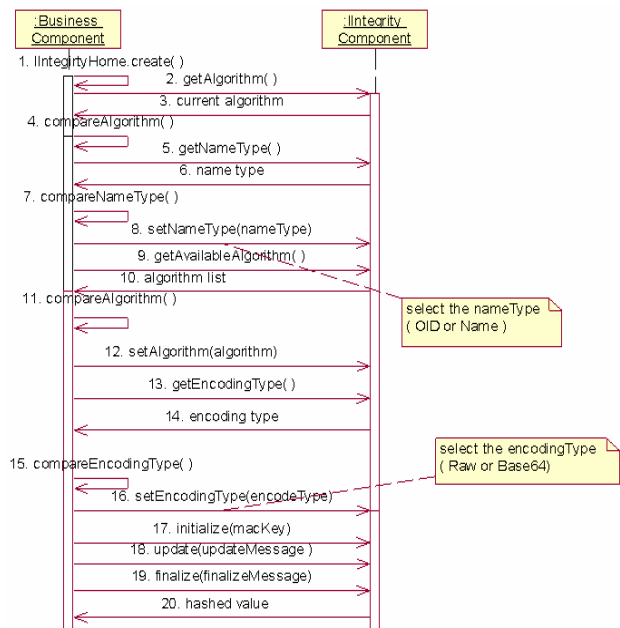 :Business
Component
:IIntegrity
Component
1. IIntegirtyHome.create( )
2. getAlgorithm( )
3. current algorithm
4. compareAlgorithm( )
5. getNameType( )
6. name type
7. compareNameType( )
8. setNameType(nameType)
9. getAvailableAlgorithm( )
10. algorithm list
11. compareAlgorithm( )
select the nameType
( OID or Name )
12. setAlgorithm(algorithm)
13. getEncodingType( )
14. encoding type
select the encodingType
( Raw or Base64)
15. compareEncodingType( )
16. setEncodingType(encodeType)
17. initialize(macKey)
18. update(updateMessage )
19. finalize(finalizeMessage)
20. hashed value